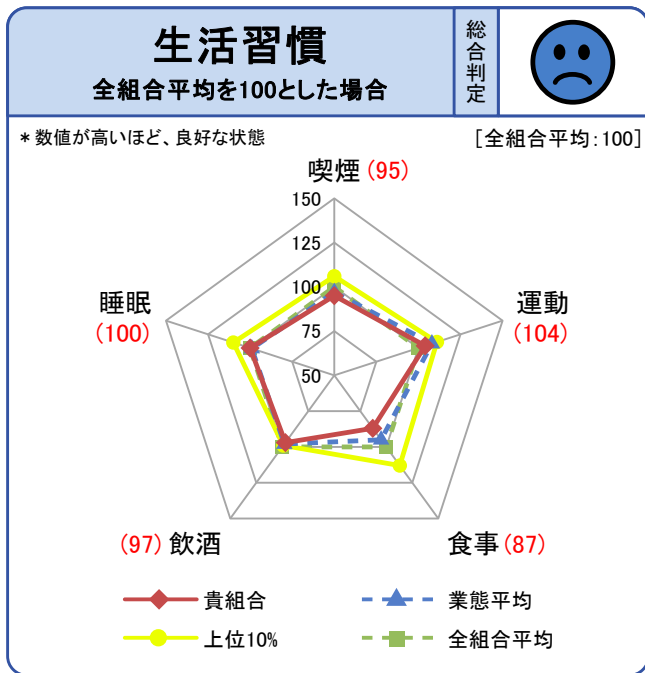 生活習慣
全組合平均を100とした場合
総合判定
*数値が高いほど、良好な状態
[全組合平均:100]
喫煙(95)
150
125
100
75
50
睡眠
(100)
運動
(104)
(97)飲酒
食事(87)
貴組合
業態平均
上位10%
全組合平均